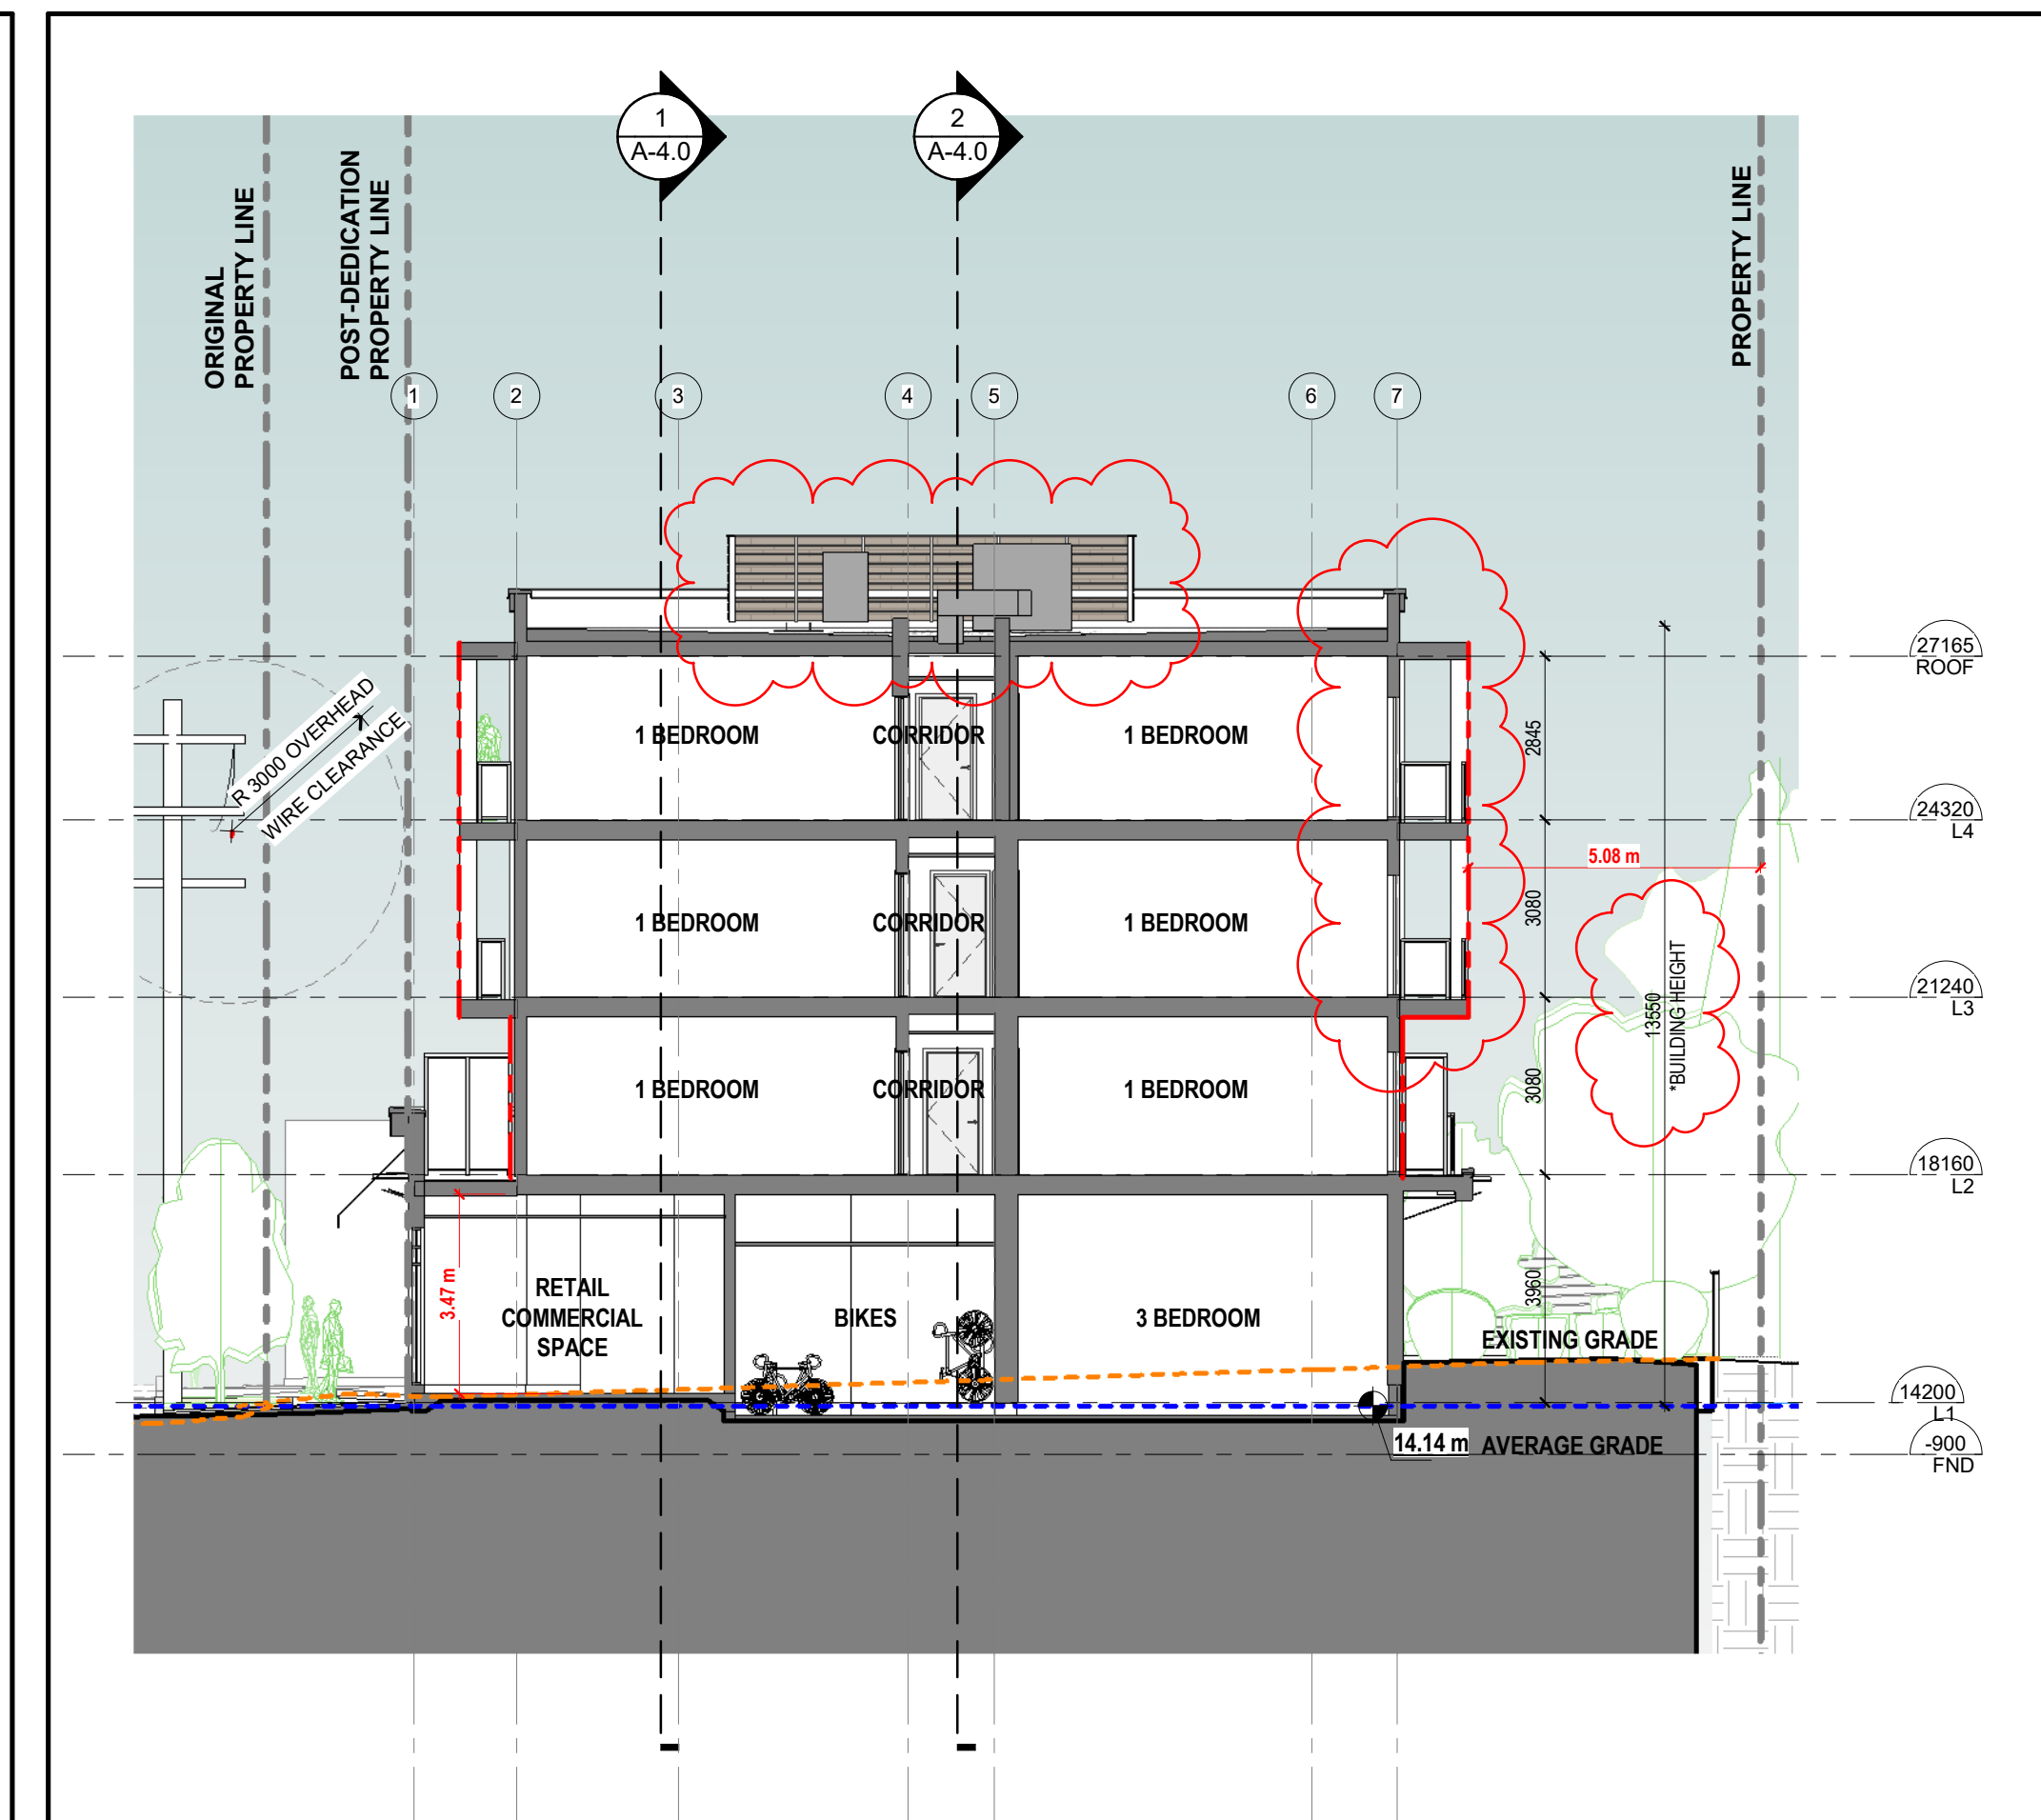 1
A-4.0
2
A-4.0
ORIGINAL
PROPERTY LINE
POST-DEDICATION
PROPERTY LINE
PROPERTY LINE
1
2
3
4
5
6
7
R 3000 OVERHEAD
WIRE CLEARANCE
27165
ROOF
1 BEDROOM
CORRIDOR
1 BEDROOM
2845
24320
L4
5.08 m
1 BEDROOM
CORRIDOR
1 BEDROOM
3080
13550
*BUILDING HEIGHT
21240
L3
1 BEDROOM
CORRIDOR
1 BEDROOM
3080
18160
L2
3.47 m
RETAIL
COMMERCIAL
SPACE
BIKES
3 BEDROOM
3960
EXISTING GRADE
14200
L1
14.14 m
AVERAGE GRADE
-900
FND